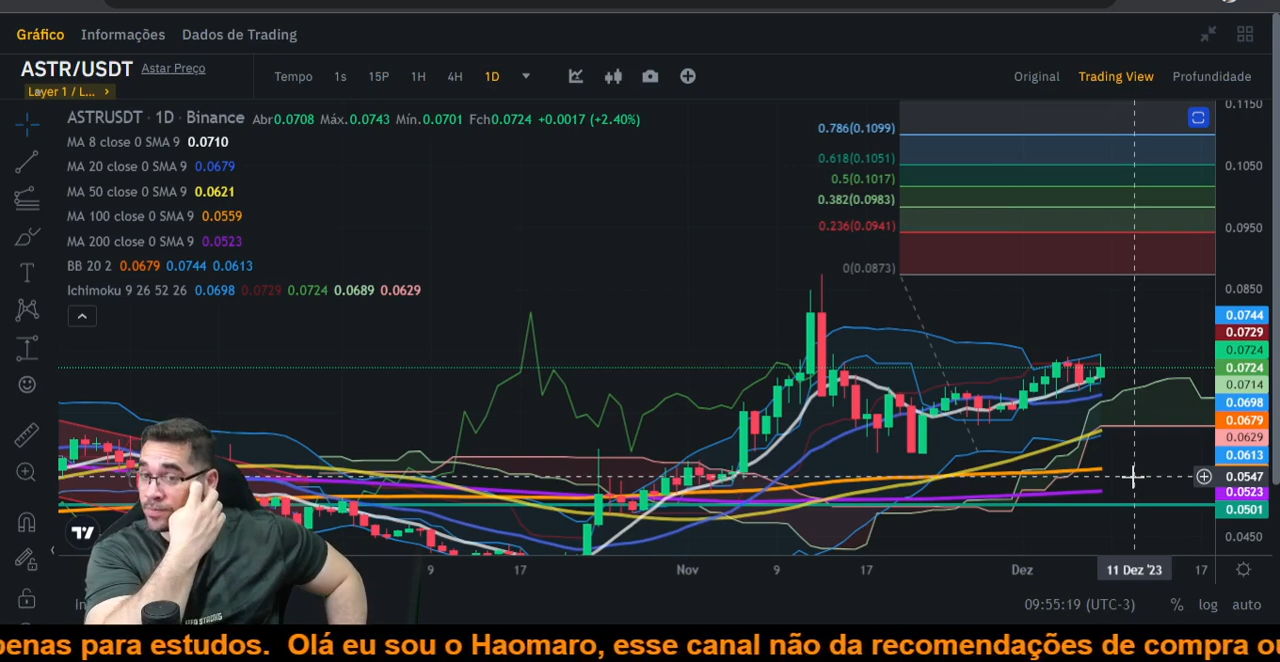 Gráfico Informações Dados de Trading
ASTR/USDT Astar Preço
Layer 1 / L... >
Tempo 1s 15P 1H 4H 1D
Original Trading View Profundidade
ASTRUSDT · 1D · Binance Abr0.0708 Máx.0.0743 Mín.0.0701 Fch0.0724 +0.0017 (+2.40%)
MA 8 close 0 SMA 9 0.0710
MA 20 close 0 SMA 9 0.0679
MA 50 close 0 SMA 9 0.0621
MA 100 close 0 SMA 9 0.0559
MA 200 close 0 SMA 9 0.0523
BB 20 2 0.0679 0.0744 0.0613
Ichimoku 9 26 52 26 0.0698 0.0729 0.0724 0.0689 0.0629
0.786(0.1099)
0.618(0.1051)
0.5(0.1017)
0.382(0.0983)
0.236(0.0941)
0(0.0873)
0.1150
0.1050
0.0950
0.0850
0.0744
0.0729
0.0724
0.0724
0.0714
0.0698
0.0679
0.0629
0.0613
0.0547
0.0523
0.0501
0.0450
9 17 Nov 9 17 Dez 11 Dez '23 17
09:55:19 (UTC-3) % log auto
penas para estudos. Olá eu sou o Haomaro, esse canal não da recomendações de compra ou